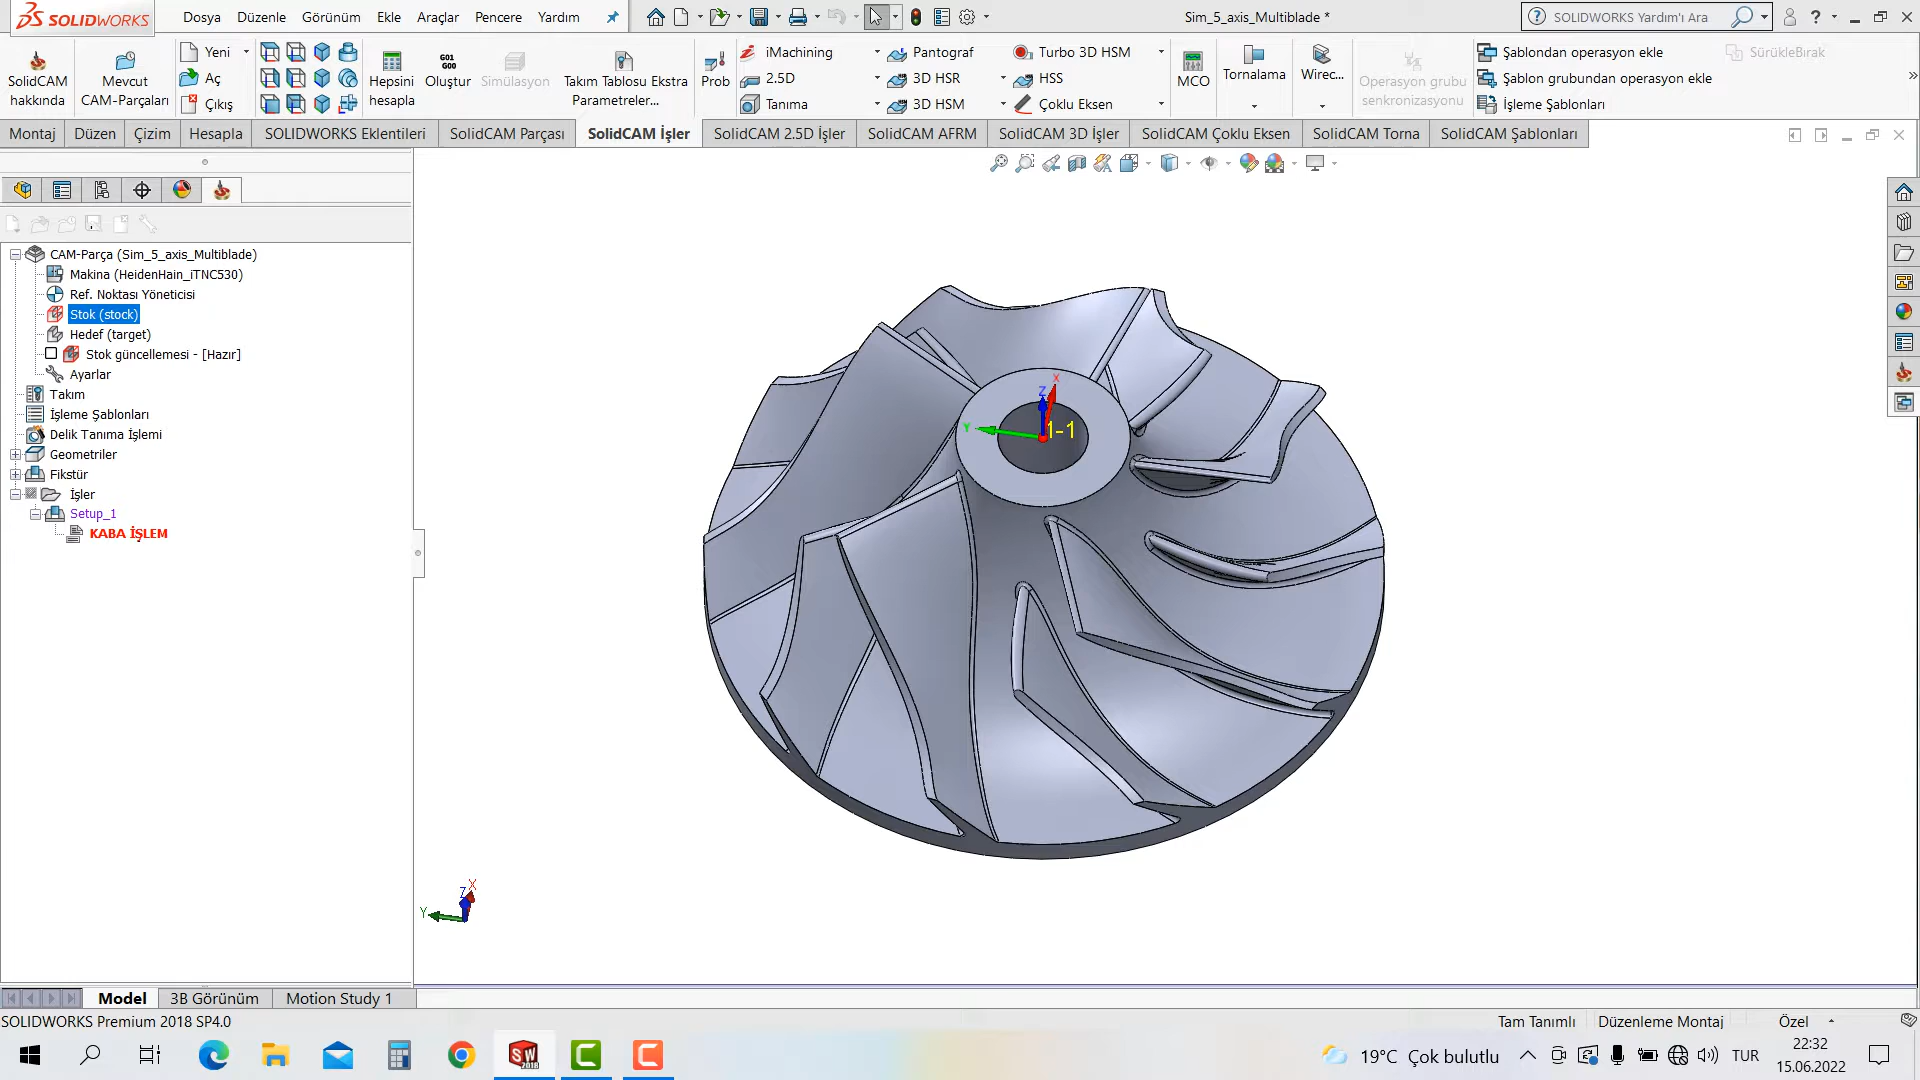 SOLIDWORKS
Dosya Düzenle Görünüm Ekle Araçlar Pencere Yardım
Sim_5_axis_Multiblade *
SOLIDWORKS Yardım'ı Ara
SolidCAM hakkında
Mevcut CAM-Parçaları
Yeni
Aç
Çıkış
Hepsini hesapla
G01 G00
Oluştur
Simülasyon
Takım Tablosu Ekstra Parametreler...
Prob
iMachining
2.5D
Tanıma
Pantograf
3D HSR
3D HSM
Turbo 3D HSM
HSS
Çoklu Eksen
MCO
Tornalama
Wirec...
Operasyon grubu senkronizasyonu
Şablondan operasyon ekle
Şablon grubundan operasyon ekle
İşleme Şablonları
SürükleBırak
Montaj Düzen Çizim Hesapla SOLIDWORKS Eklentileri SolidCAM Parçası SolidCAM İşler SolidCAM 2.5D İşler SolidCAM AFRM SolidCAM 3D İşler SolidCAM Çoklu Eksen SolidCAM Torna SolidCAM Şablonları
CAM-Parça (Sim_5_axis_Multiblade)
Makina (HeidenHain_iTNC530)
Ref. Noktası Yöneticisi
Stok (stock)
Hedef (target)
Stok güncellemesi - [Hazır]
Ayarlar
Takım
İşleme Şablonları
Delik Tanıma İşlemi
Geometriler
Fikstür
İşler
Setup_1
KABA İŞLEM
X
Z
Y
1-1
X
Z
Y
Model 3B Görünüm Motion Study 1
SOLIDWORKS Premium 2018 SP4.0
Tam Tanımlı Düzenleme Montaj Özel
SW 2018
19°C Çok bulutlu
TUR
22:32
15.06.2022